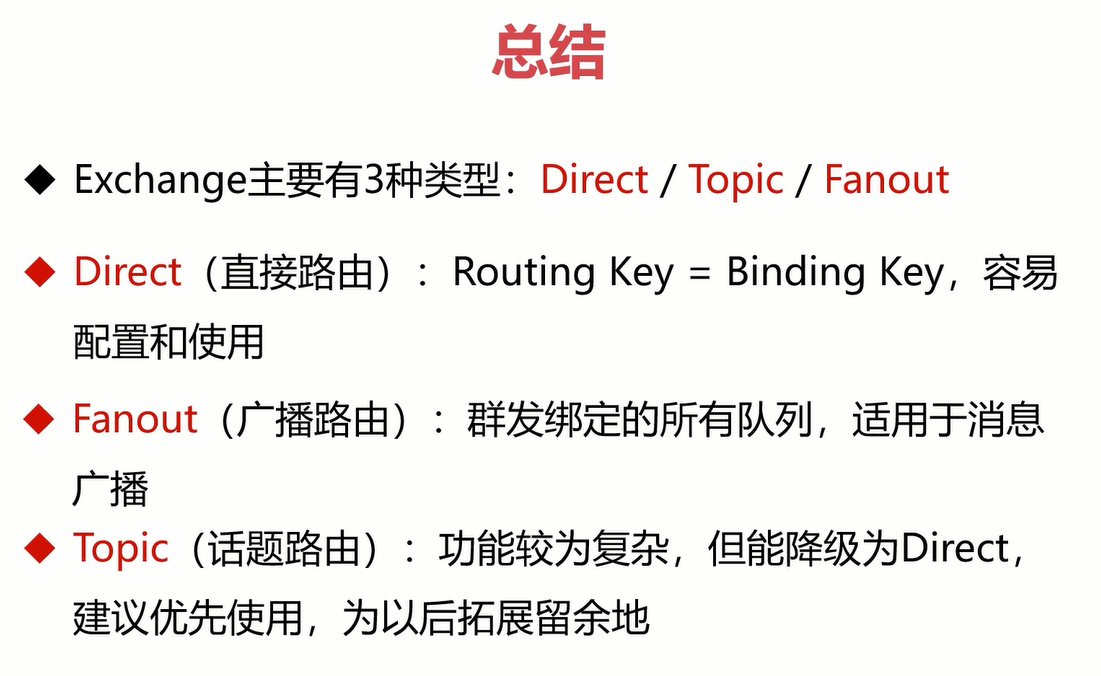 总结
Exchange主要有3种类型：Direct / Topic / Fanout
Direct（直接路由）：Routing Key = Binding Key，容易
配置和使用
Fanout（广播路由）：群发绑定的所有队列，适用于消息
广播
Topic（话题路由）：功能较为复杂，但能降级为Direct，
建议优先使用，为以后拓展留余地